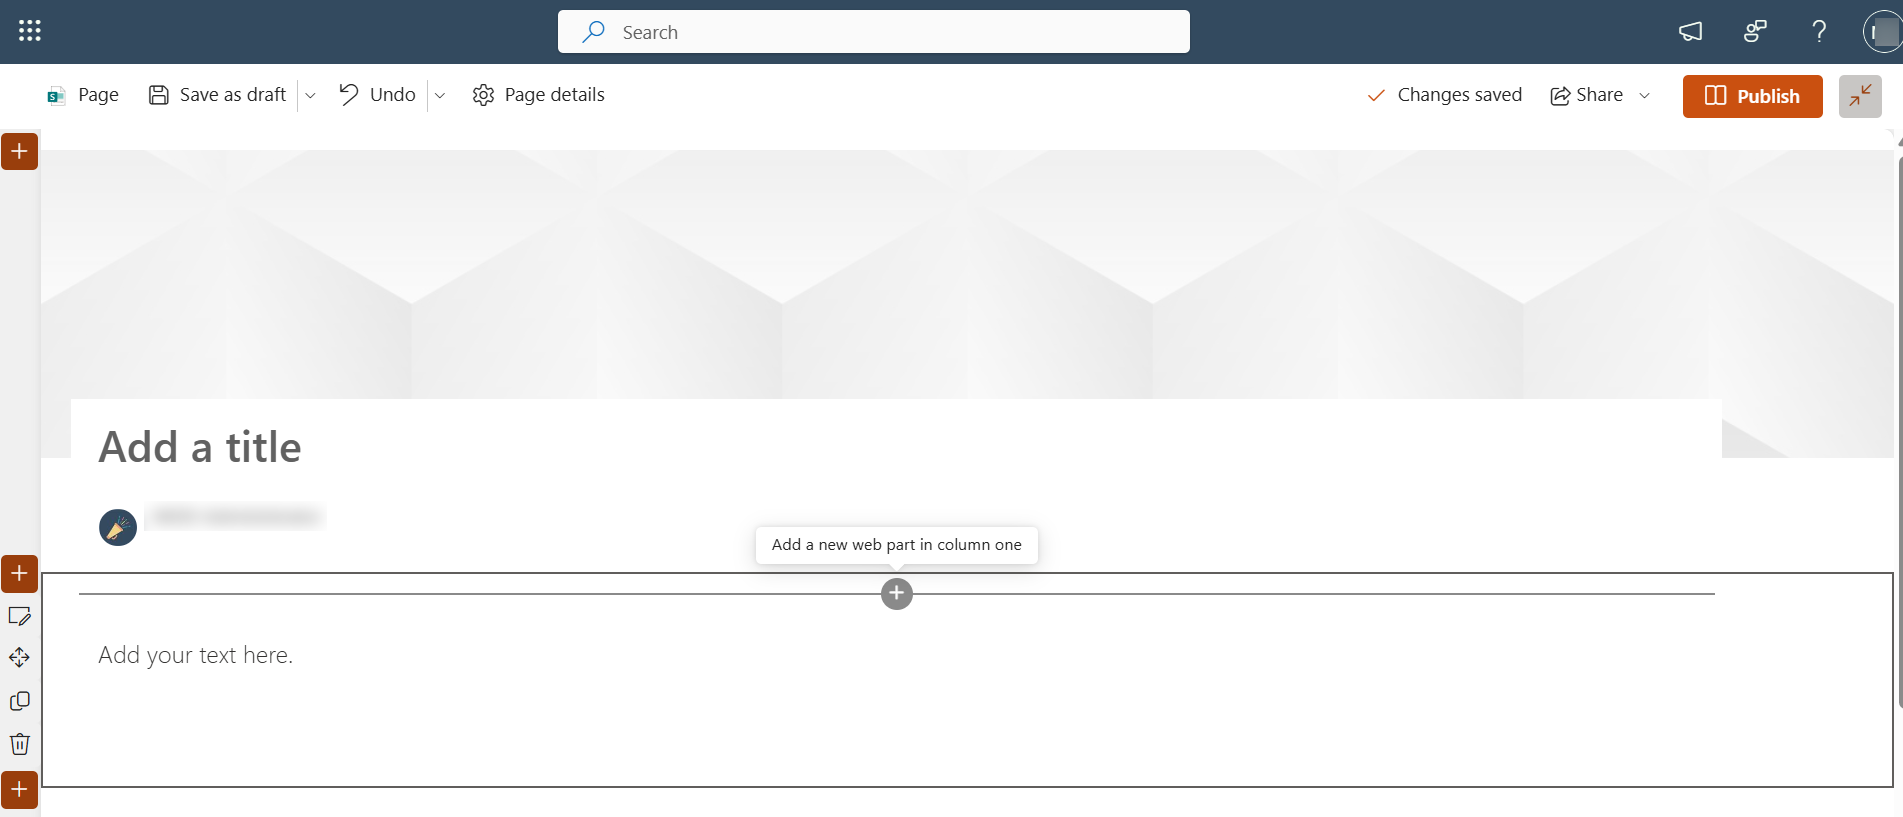 Search
Page
Save as draft
Undo
Page details
Changes saved
Share
Publish
Add a title
Add a new web part in column one
Add your text here.